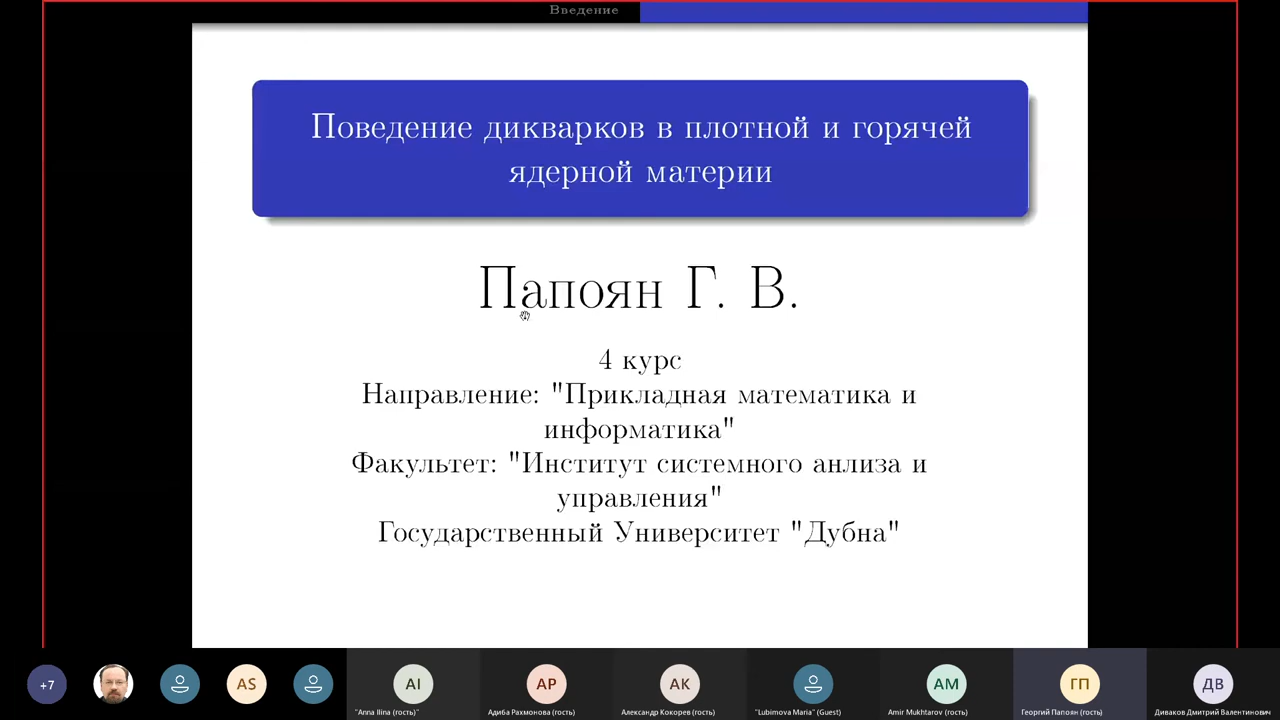 Введение
Поведение дикварков в плотной и горячей
ядерной материи
Папоян Г. В.
4 курс
Направление: "Прикладная математика и
информатика"
Факультет: "Институт системного анлиза и
управления"
Государственный Университет "Дубна"
+7
AS
AI
AP
AK
AM
ГП
ДВ
"Anna Ilina (гость)"
Адиба Рахмонова (гость)
Александр Кокорев (гость)
"Lubimova Maria" (Guest)
Amir Mukhtarov (гость)
Георгий Папоян (гость)
Диваков Дмитрий Валентинович